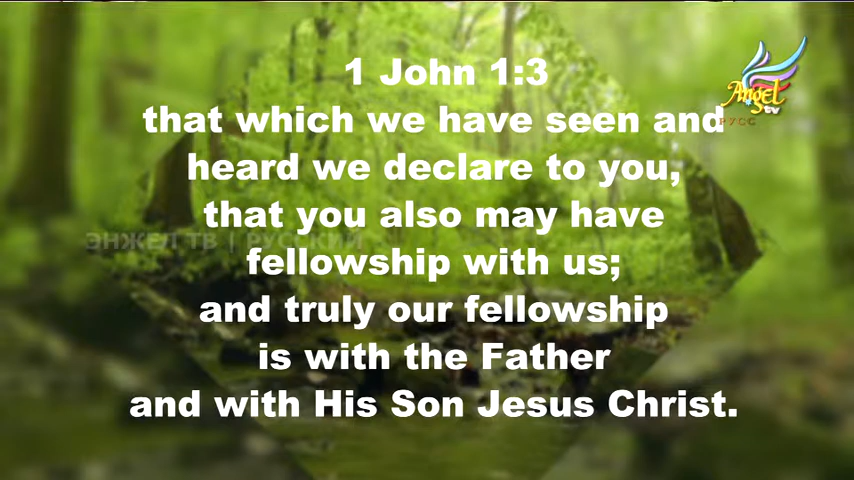 1 John 1:3
that which we have seen and
heard we declare to you,
that you also may have
fellowship with us;
and truly our fellowship
is with the Father
and with His Son Jesus Christ.
Angel
tv
РУСС
ЭНЖЕЛ ТВ | РУССКИЙ